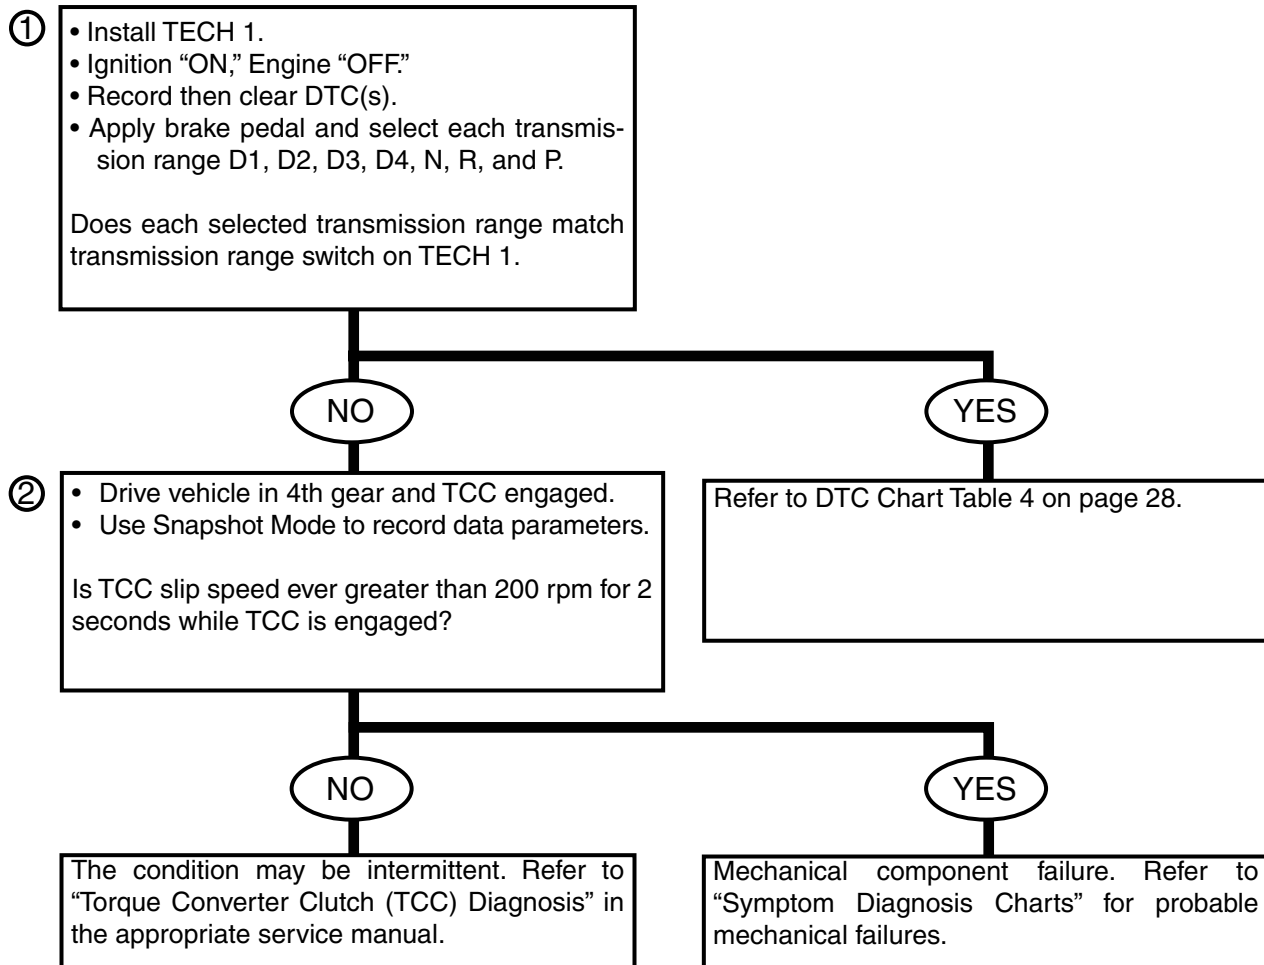 ①
• Install TECH 1.
• Ignition “ON,” Engine “OFF.”
• Record then clear DTC(s).
• Apply brake pedal and select each transmis-
sion range D1, D2, D3, D4, N, R, and P.
Does each selected transmission range match
transmission range switch on TECH 1.
NO
YES
②
• Drive vehicle in 4th gear and TCC engaged.
• Use Snapshot Mode to record data parameters.
Is TCC slip speed ever greater than 200 rpm for 2
seconds while TCC is engaged?
Refer to DTC Chart Table 4 on page 28.
NO
YES
The condition may be intermittent. Refer to
“Torque Converter Clutch (TCC) Diagnosis” in
the appropriate service manual.
Mechanical component failure. Refer to
“Symptom Diagnosis Charts” for probable
mechanical failures.